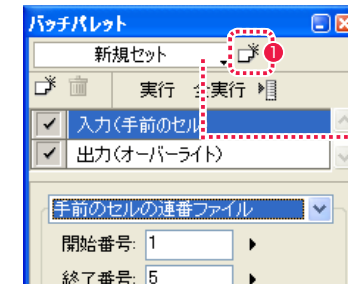 バッチパレット
新規セット
1
実行 全実行
入力(手前のセル
出力(オーバーライト)
手前のセルの連番ファイル
開始番号: 1
終了番号: 5